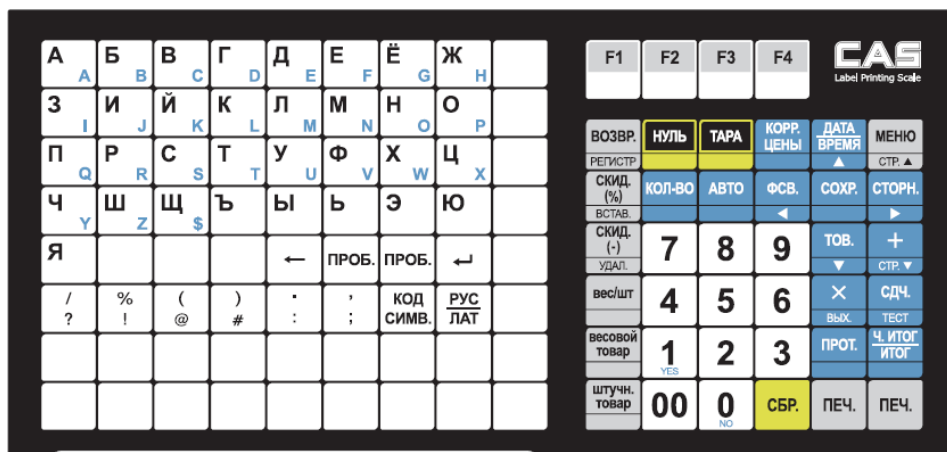 А A Б B В C Г D Д E Е F Ё G Ж H
З I И J Й K К L Л M М N Н O О P
П Q Р R С S Т T У U Ф V Х W Ц X
Ч Y Ш Z Щ $ Ъ Ы Ь Э Ю
Я ← ПРОБ. ПРОБ. ↵
/ % ( ) . , КОД РУС
? ! @ # : ; СИМВ. ЛАТ
F1 F2 F3 F4
CAS
Label Printing Scale
ВОЗВР. НУЛЬ ТАРА КОРР. ЦЕНЫ ДАТА ВРЕМЯ МЕНЮ
РЕГИСТР ▲ СТР. ▲
СКИД. (%) КОЛ-ВО АВТО ФСВ. СОХР. СТОРН.
ВСТАВ. ◄ ►
СКИД. (-) 7 8 9 ТОВ. +
УДАЛ. ▼ СТР. ▼
вес/шт 4 5 6 × СДЧ.
ВЫХ. ТЕСТ
весовой товар 1 2 3 ПРОТ. Ч. ИТОГ ИТОГ
YES
штучн. товар 00 0 СБР. ПЕЧ. ПЕЧ.
NO